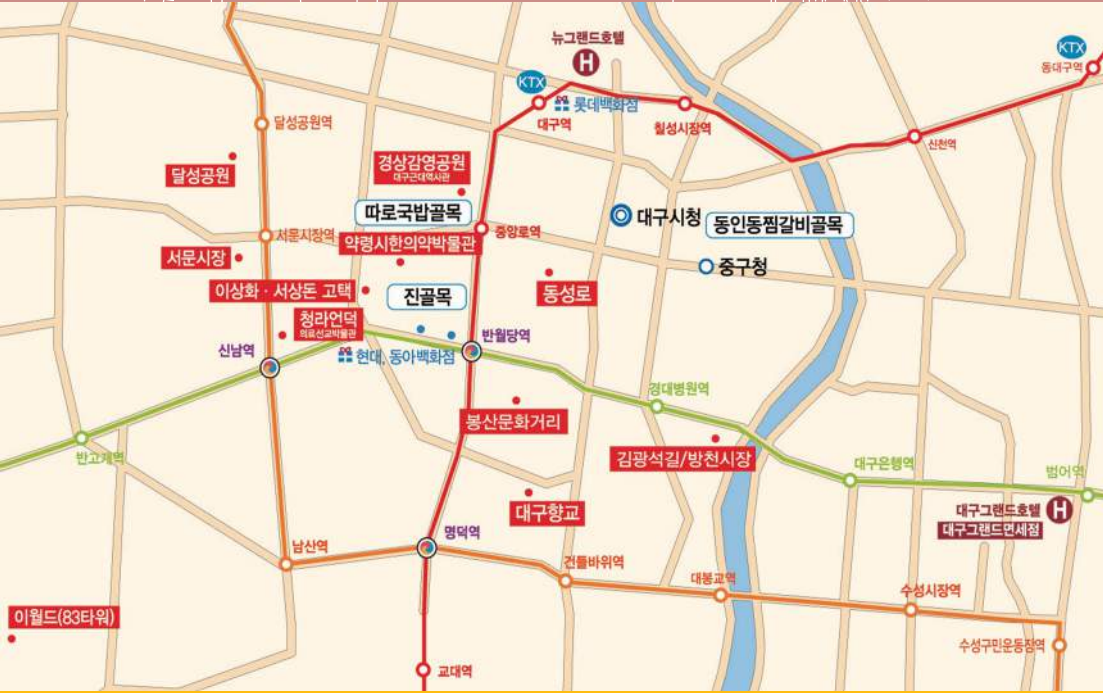 뉴그랜드호텔
H
KTX
동대구역
KTX
롯데백화점
대구역
칠성시장역
신천역
달성공원역
달성공원
경상감영공원
대구근대역사관
따로국밥골목
중앙로역
대구시청
동인동찜갈비골목
서문시장역
약령시한의약박물관
서문시장
중구청
이상화 · 서상돈 고택
진골목
동성로
청라언덕
의료선교박물관
신남역
현대, 동아백화점
반월당역
경대병원역
봉산문화거리
반고개역
김광석길/방천시장
대구은행역
범어역
대구향교
대구그랜드호텔
H
대구그랜드면세점
명덕역
남산역
건들바위역
대봉교역
수성시장역
이월드(83타워)
수성구민운동장역
교대역